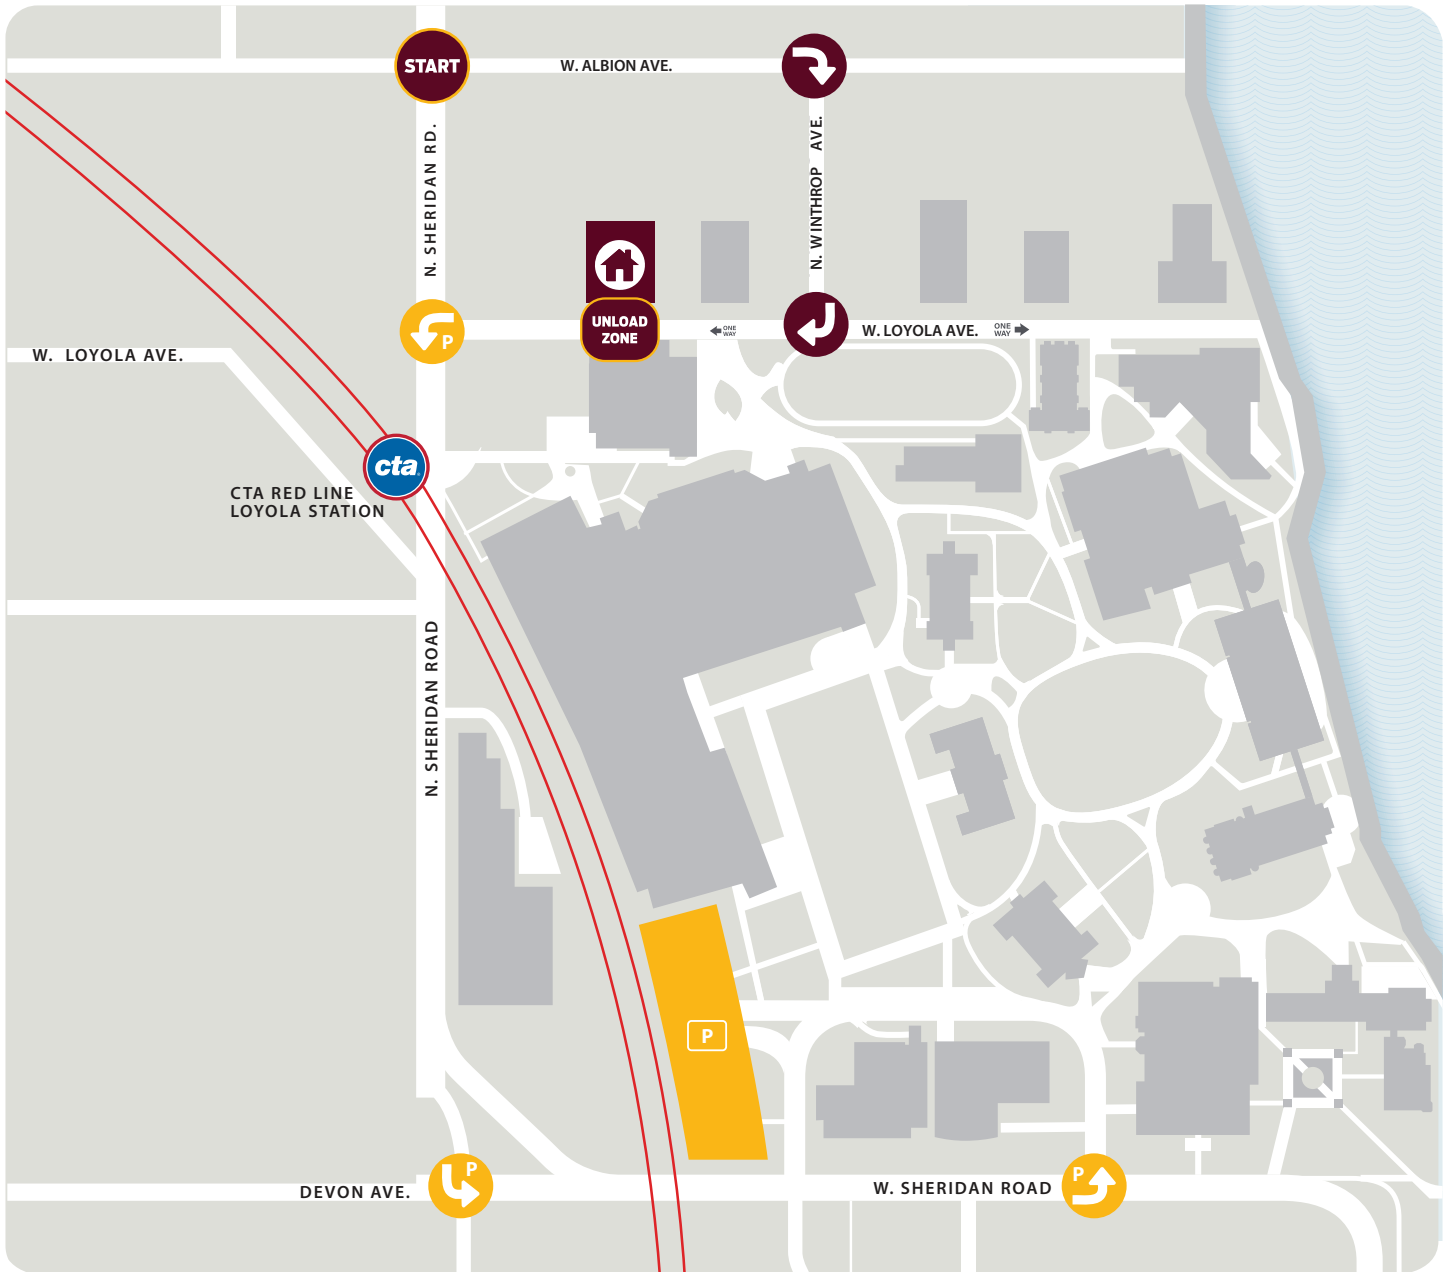 START
W. ALBION AVE.
N. SHERIDAN RD.
N. WINTHROP AVE.
UNLOAD
ZONE
P
ONE
WAY
W. LOYOLA AVE.
ONE
WAY
W. LOYOLA AVE.
cta
CTA RED LINE
LOYOLA STATION
N. SHERIDAN ROAD
P
DEVON AVE.
P
W. SHERIDAN ROAD
P